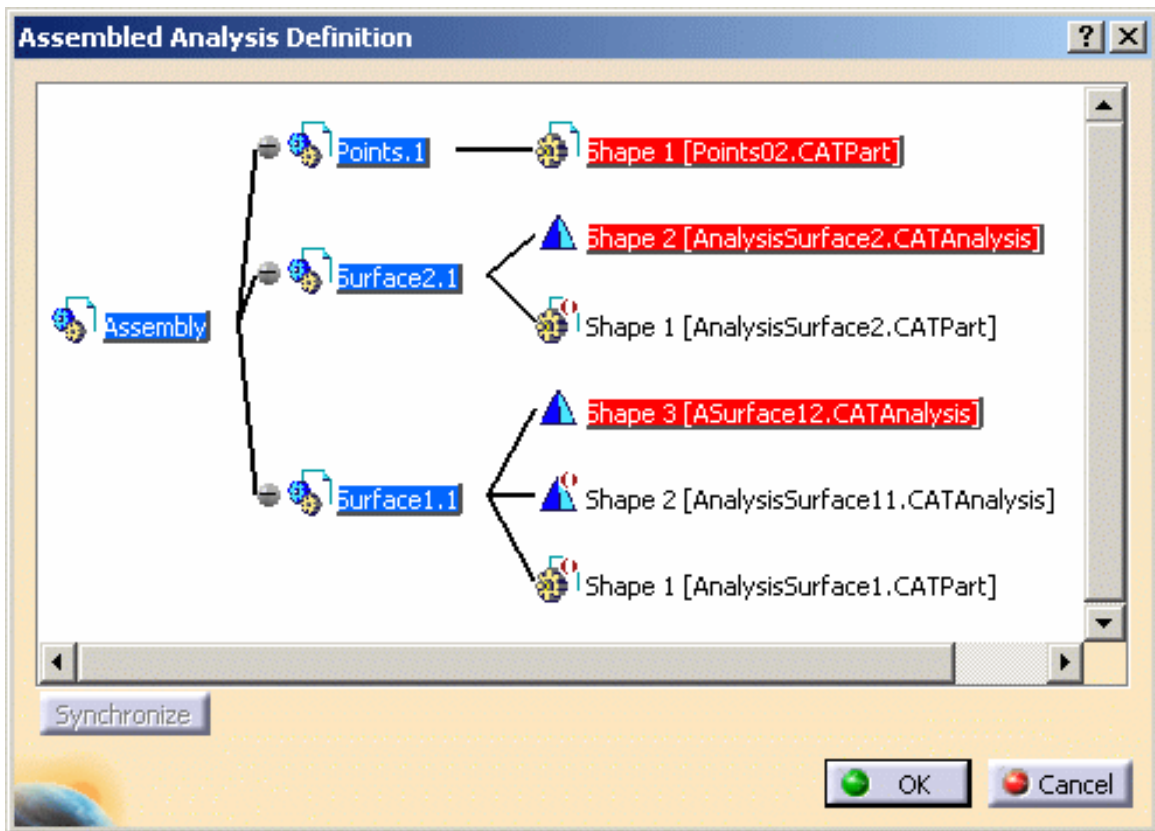 Assembled Analysis Definition
Points.1
Shape 1 [Points02.CATPart]
Shape 2 [AnalysisSurface2.CATAnalysis]
Surface2.1
Shape 1 [AnalysisSurface2.CATPart]
Assembly
Shape 3 [ASurface12.CATAnalysis]
Surface1.1
Shape 2 [AnalysisSurface11.CATAnalysis]
Shape 1 [AnalysisSurface1.CATPart]
Synchronize
OK
Cancel